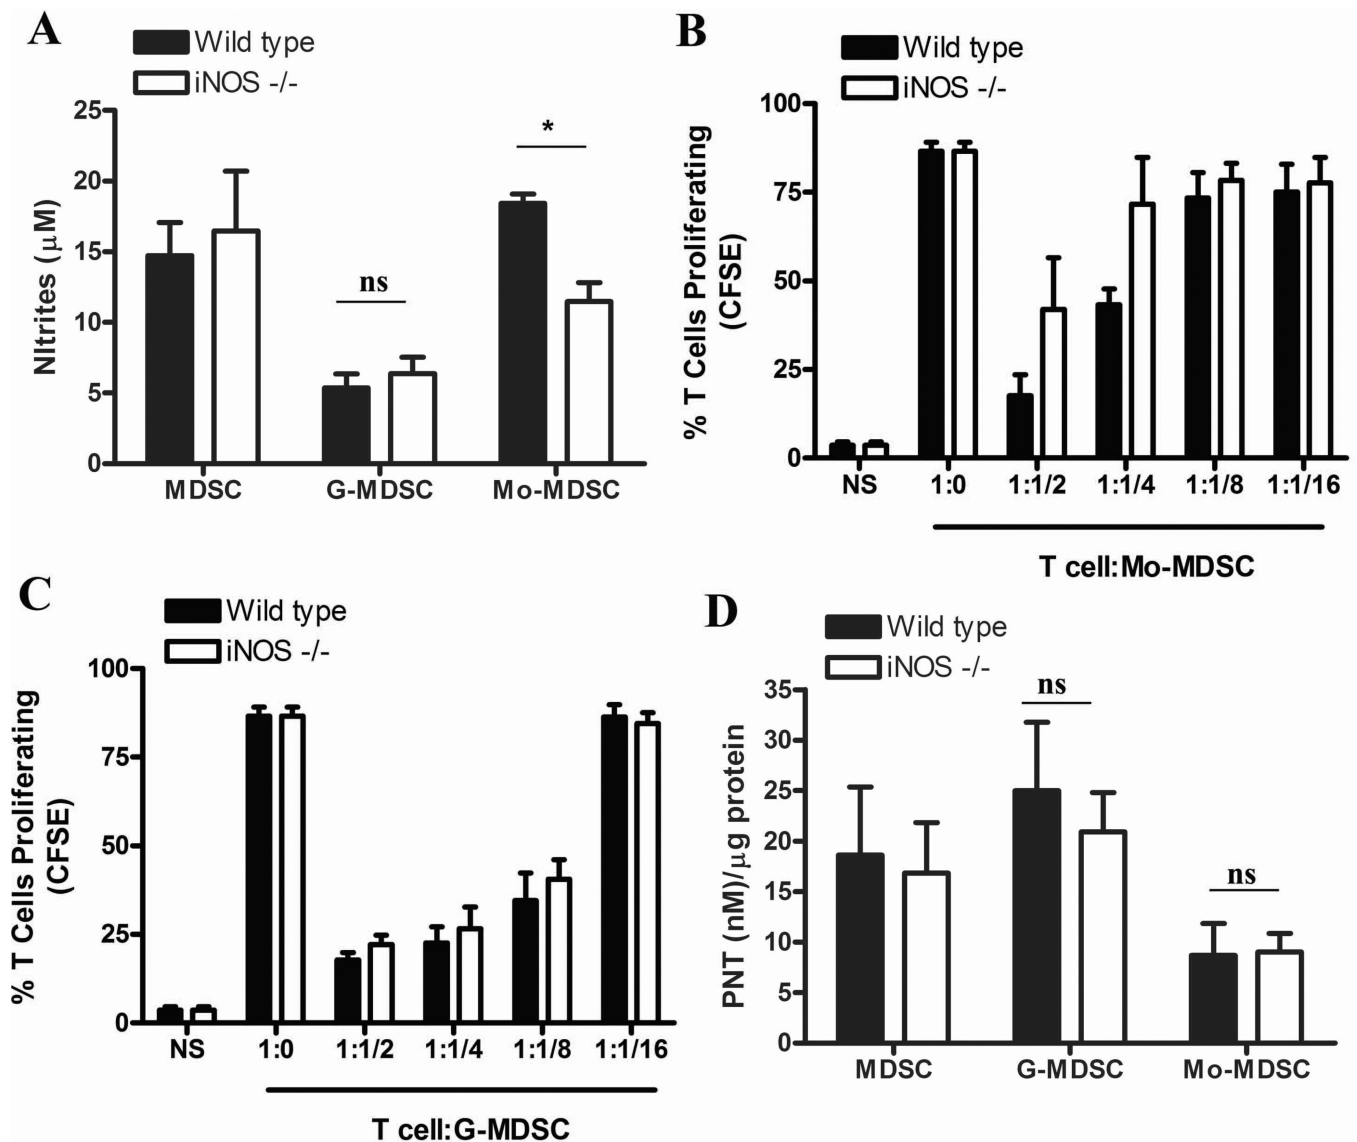 A
Wild type
iNOS -/-
NItrites (μM)
25
20
15
10
5
0
*
ns
MDSC G-MDSC Mo-MDSC
B
Wild type
iNOS -/-
% T Cells Proliferating
(CFSE)
100
75
50
25
0
NS 1:0 1:1/2 1:1/4 1:1/8 1:1/16
T cell:Mo-MDSC
C
Wild type
iNOS -/-
% T Cells Proliferating
(CFSE)
100
75
50
25
0
NS 1:0 1:1/2 1:1/4 1:1/8 1:1/16
T cell:G-MDSC
D
Wild type
iNOS -/-
PNT (nM)/μg protein
35
30
25
20
15
10
5
0
ns
ns
MDSC G-MDSC Mo-MDSC